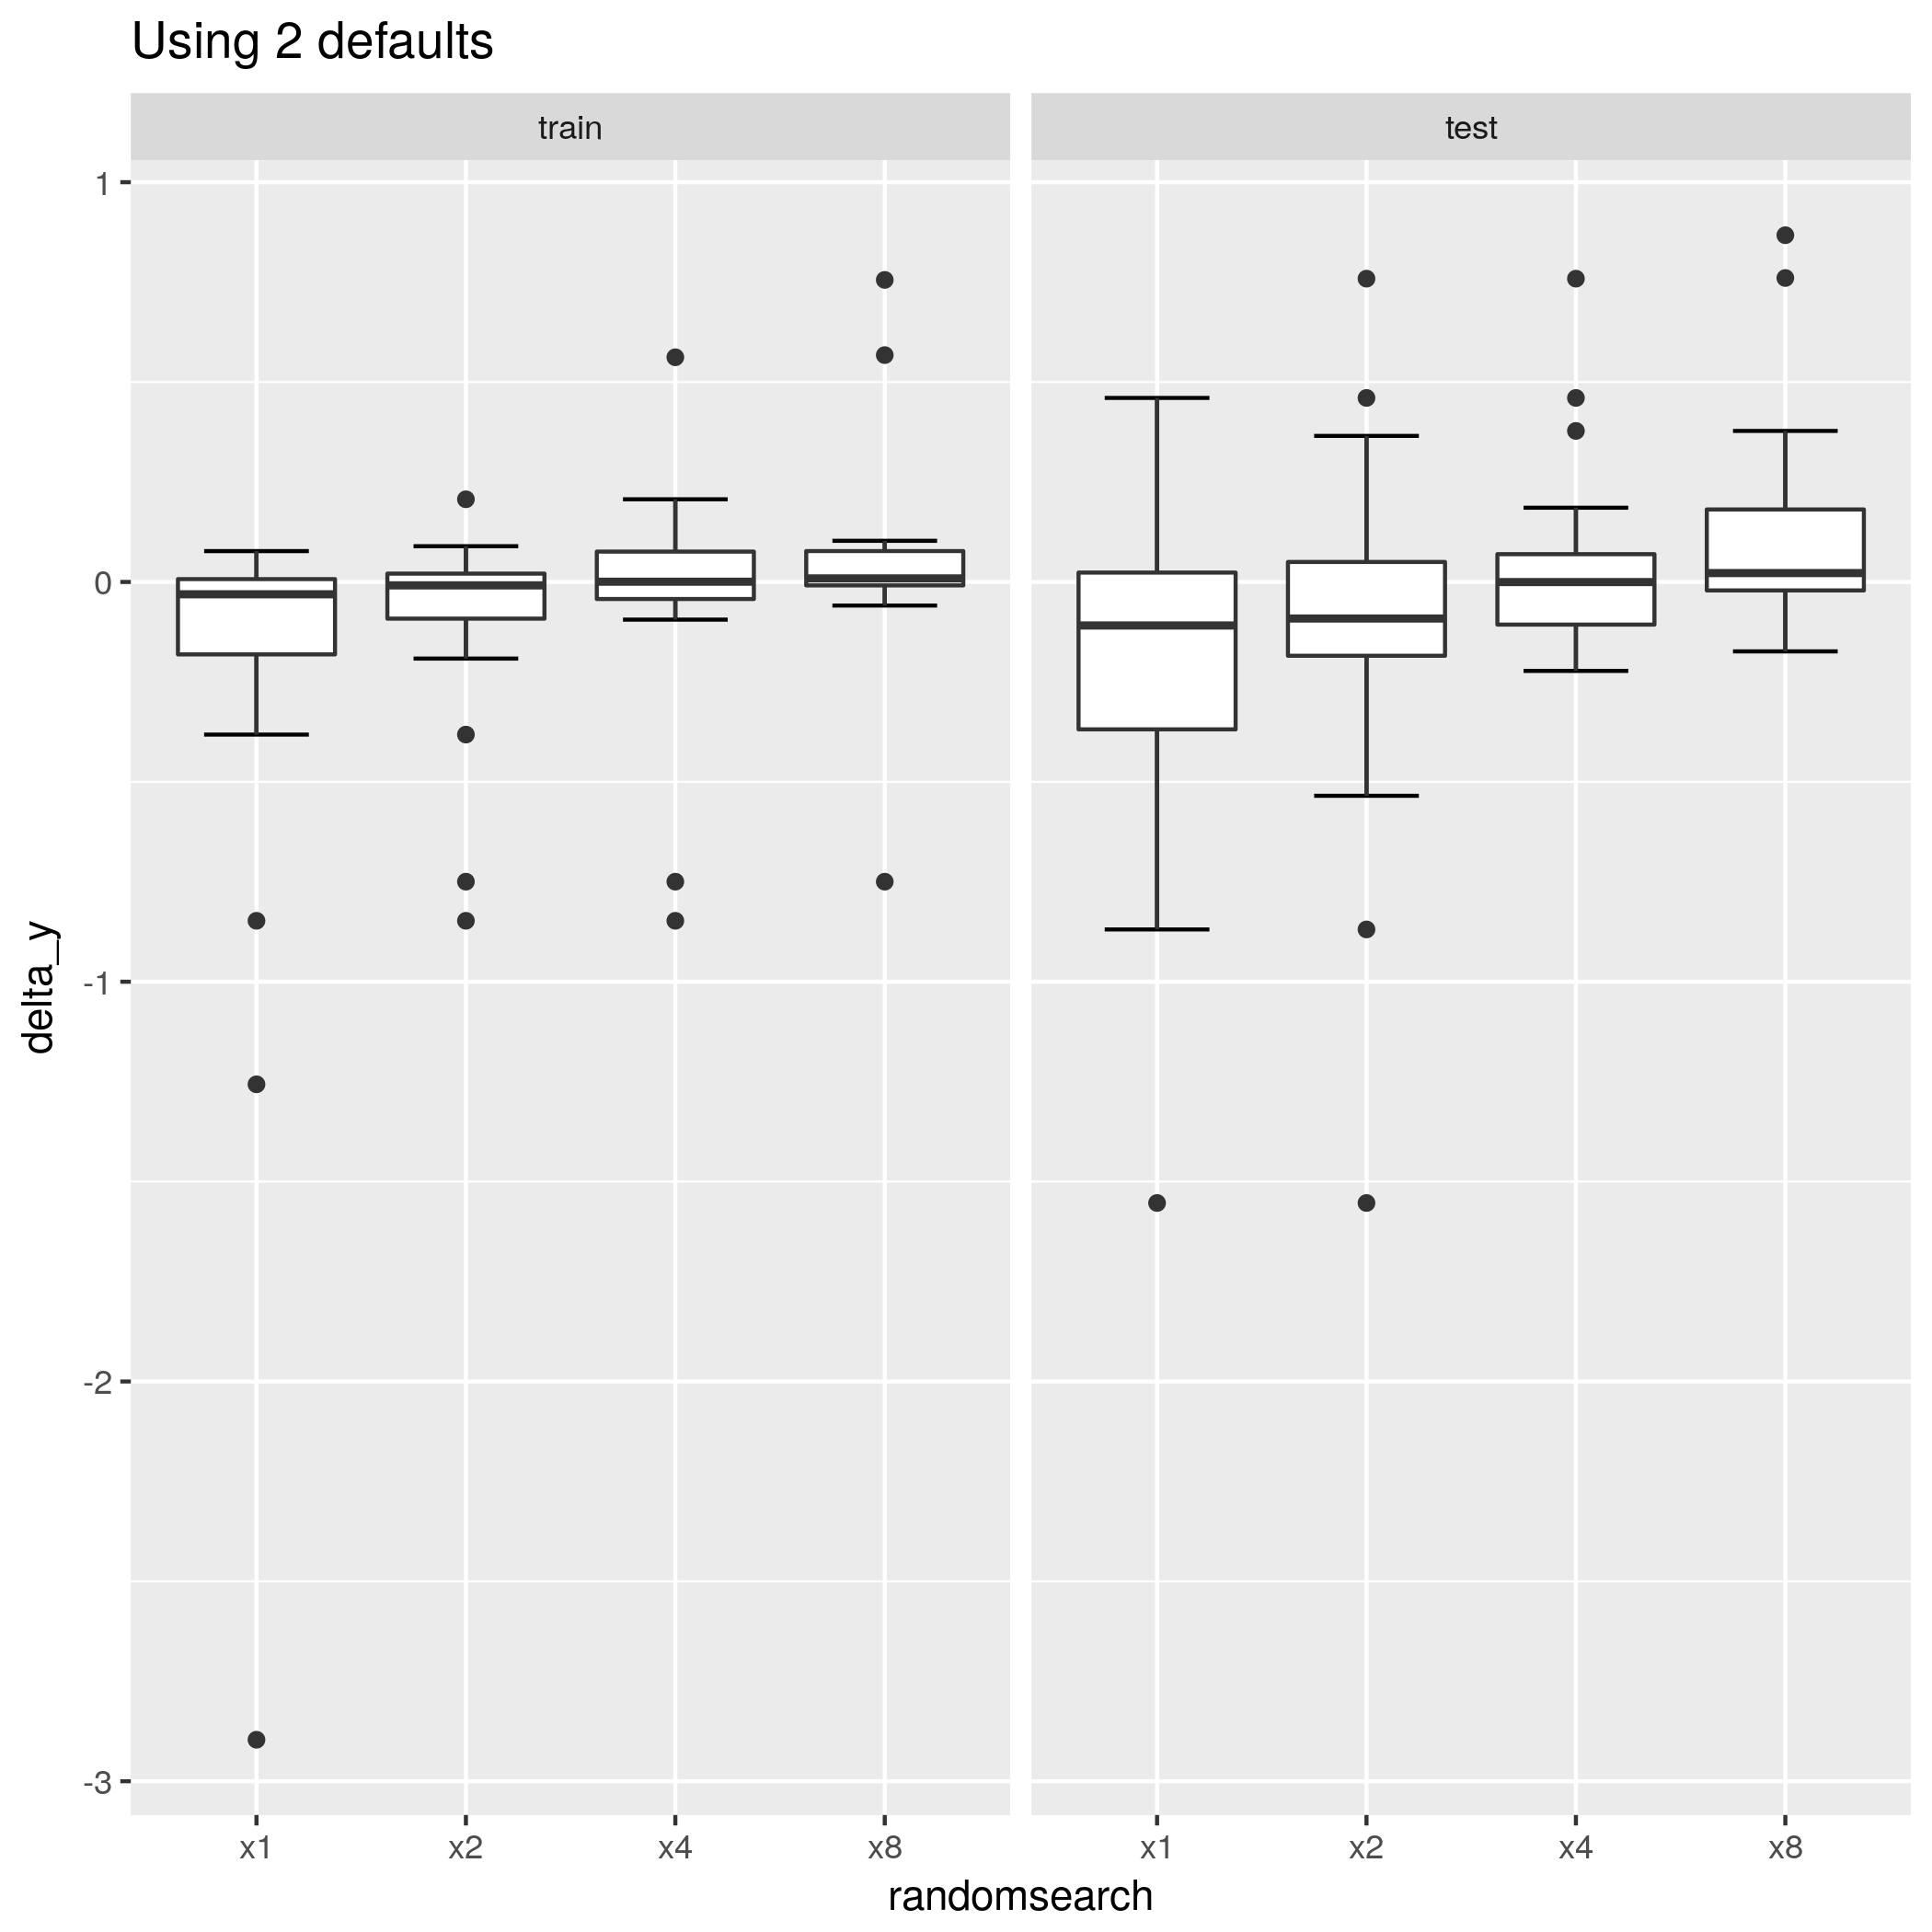 Using 2 defaults
train
test
1
0
-1
-2
-3
delta_y
x1 x2 x4 x8
x1 x2 x4 x8
randomsearch